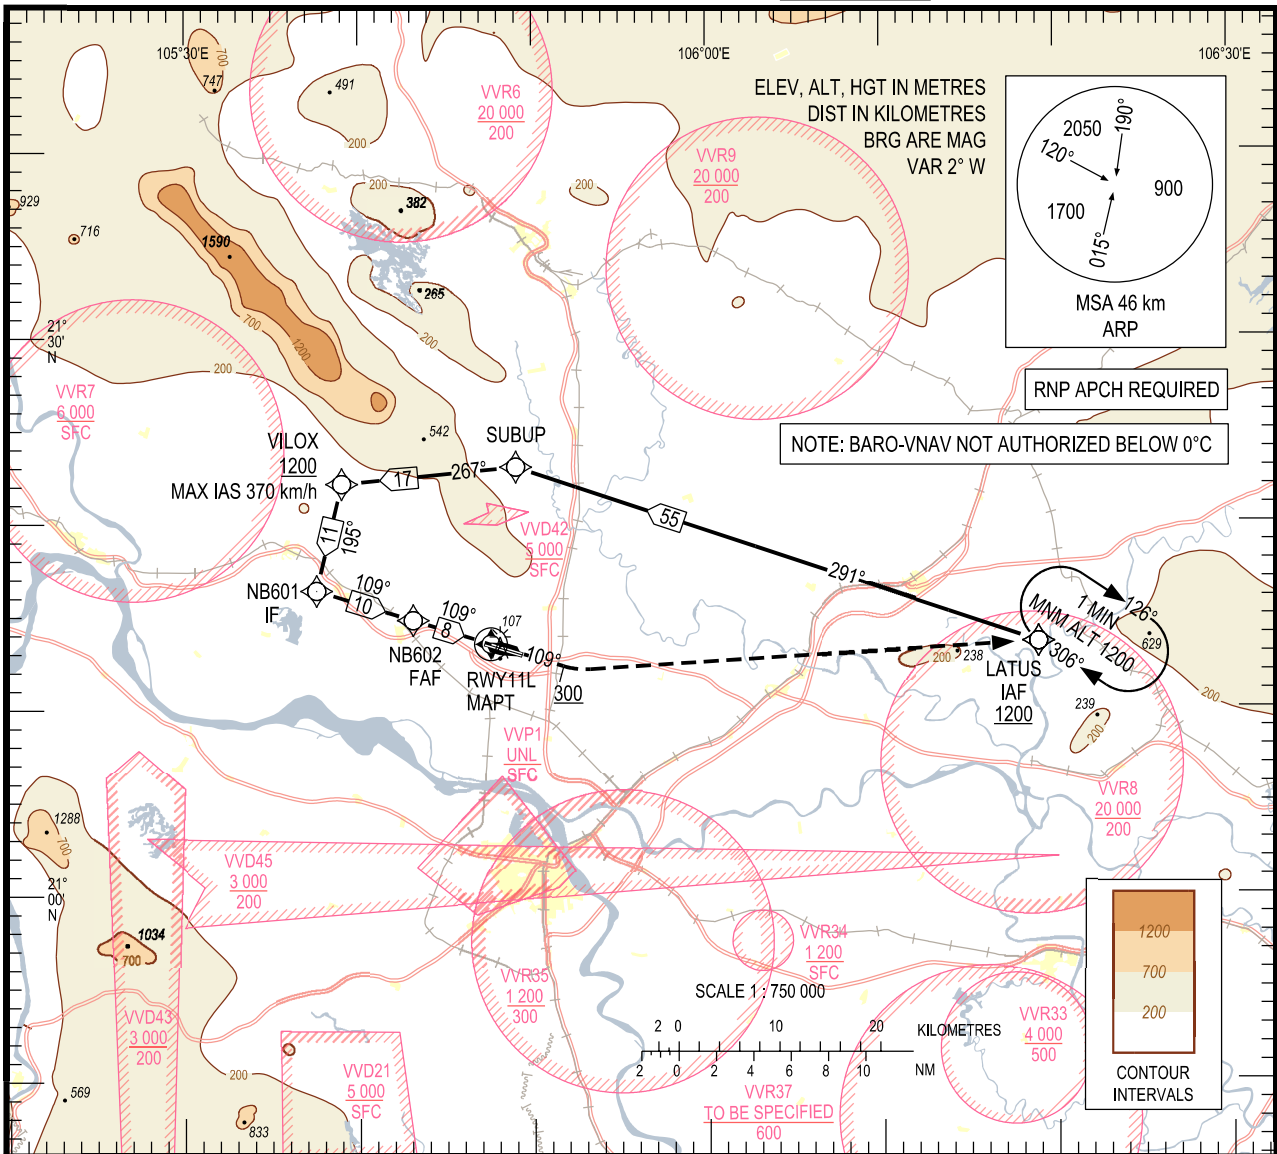 105°30'E
106°00'E
106°30'E
700
747
491
200
VVR6
20 000
200
ELEV, ALT, HGT IN METRES
DIST IN KILOMETRES
BRG ARE MAG
VAR 2° W
2050
190°
120°
900
1700
015°
MSA 46 km
ARP
VVR9
20 000
200
929
716
200
382
200
1590
265
200
700
1200
200
21°
30'
N
VVR7
6 000
SFC
542
RNP APCH REQUIRED
NOTE: BARO-VNAV NOT AUTHORIZED BELOW 0°C
VILOX
1200
MAX IAS 370 km/h
SUBUP
17
267°
55
291°
11
195°
VVD42
5 000
SFC
NB601
IF
109°
10
109°
8
107
NB602
FAF
RWY11L
MAPT
109°
300
1 MIN
126°
MNM ALT 1200
306°
629
200
238
LATUS
IAF
1200
239
200
200
VVP1
UNL
SFC
VVR8
20 000
200
1288
700
21°
00'
N
VVD45
3 000
200
1034
700
VVD43
3 000
200
VVR34
1 200
SFC
VVR35
1 200
300
SCALE 1 : 750 000
2 0 10 20 KILOMETRES
2 0 2 4 6 8 10 NM
VVR33
4 000
500
VVR37
TO BE SPECIFIED
600
VVD21
5 000
SFC
569
200
833
1200
700
200
CONTOUR
INTERVALS